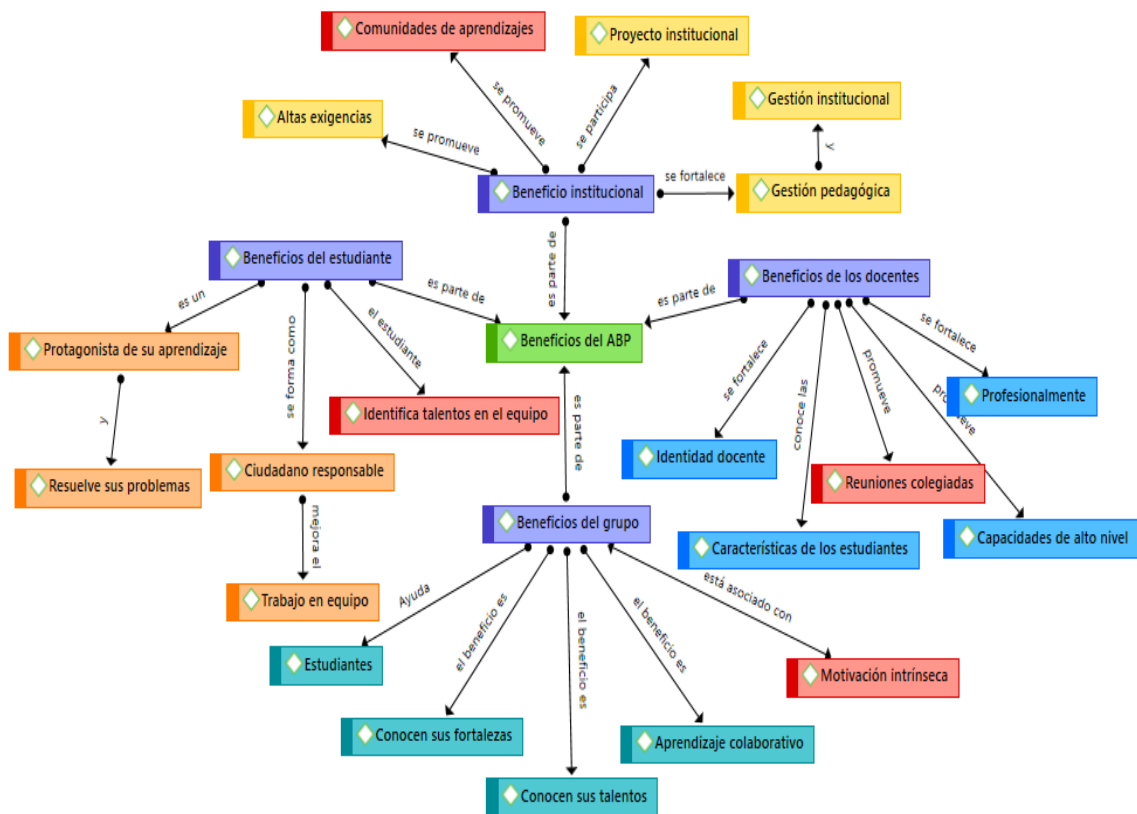 Comunidades de aprendizajes
Proyecto institucional
Gestión institucional
Altas exigencias
se promueve
se promueve
se participa
y
Beneficio institucional
se fortalece
Gestión pedagógica
es parte de
Beneficios del estudiante
Beneficios de los docentes
es un
se forma como
el estudiante
es parte de
es parte de
Beneficios del ABP
Protagonista de su aprendizaje
se fortalece
conoce las
promueve
promueve
se fortalece
Profesionalmente
Identifica talentos en el equipo
y
es parte de
Identidad docente
Ciudadano responsable
Resuelve sus problemas
Reuniones colegiadas
mejora el
Beneficios del grupo
Características de los estudiantes
Capacidades de alto nivel
Trabajo en equipo
Ayuda
el beneficio es
el beneficio es
el beneficio es
está asociado con
Estudiantes
Motivación intrínseca
Conocen sus fortalezas
Aprendizaje colaborativo
Conocen sus talentos